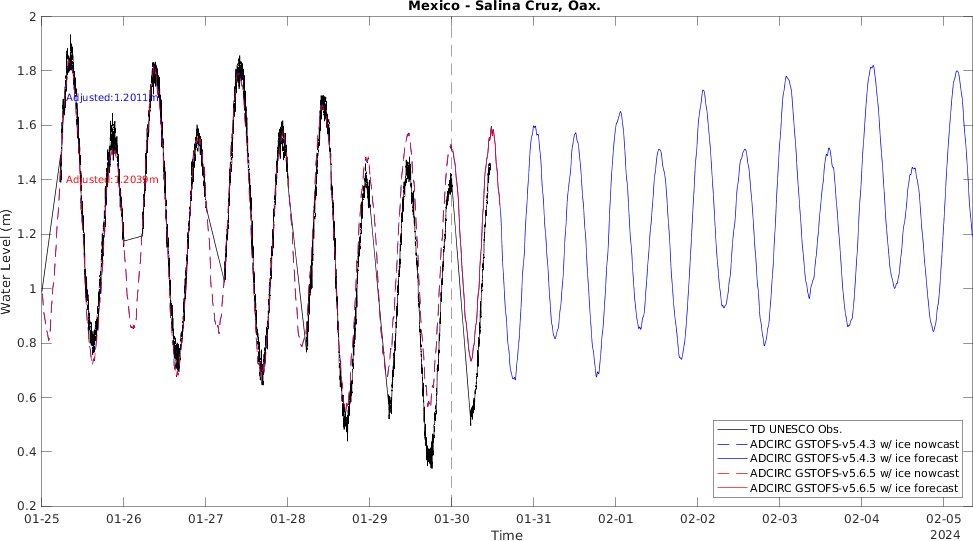 Mexico - Salina Cruz, Oax.
Water Level (m)
2
1.8
1.6
1.4
1.2
1
0.8
0.6
0.4
0.2
Adjusted:1.2011m
Adjusted:1.2039m
TD UNESCO Obs.
ADCIRC GSTOFS-v5.4.3 w/ ice nowcast
ADCIRC GSTOFS-v5.4.3 w/ ice forecast
ADCIRC GSTOFS-v5.6.5 w/ ice nowcast
ADCIRC GSTOFS-v5.6.5 w/ ice forecast
01-25 01-26 01-27 01-28 01-29 01-30 01-31 02-01 02-02 02-03 02-04 02-05
Time
2024